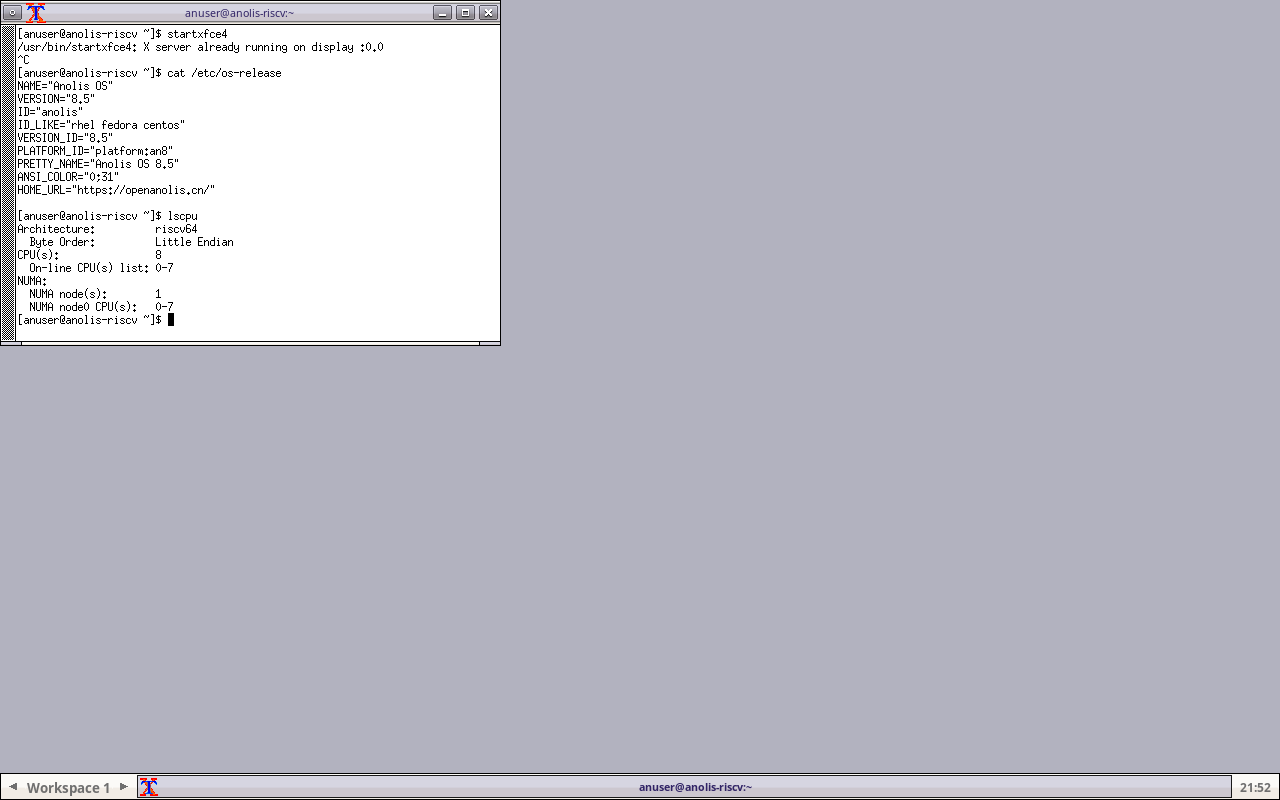 anuser@anolis-riscv:~
[anuser@anolis-riscv ~]$ startxfce4
/usr/bin/startxfce4: X server already running on display :0.0
^C
[anuser@anolis-riscv ~]$ cat /etc/os-release
NAME="Anolis OS"
VERSION="8.5"
ID="anolis"
ID_LIKE="rhel fedora centos"
VERSION_ID="8.5"
PLATFORM_ID="platform:an8"
PRETTY_NAME="Anolis OS 8.5"
ANSI_COLOR="0;31"
HOME_URL="https://openanolis.cn/"
[anuser@anolis-riscv ~]$ lscpu
Architecture: riscv64
Byte Order: Little Endian
CPU(s): 8
On-line CPU(s) list: 0-7
NUMA:
NUMA node(s): 1
NUMA node0 CPU(s): 0-7
[anuser@anolis-riscv ~]$
Workspace 1 anuser@anolis-riscv:~ 21:52